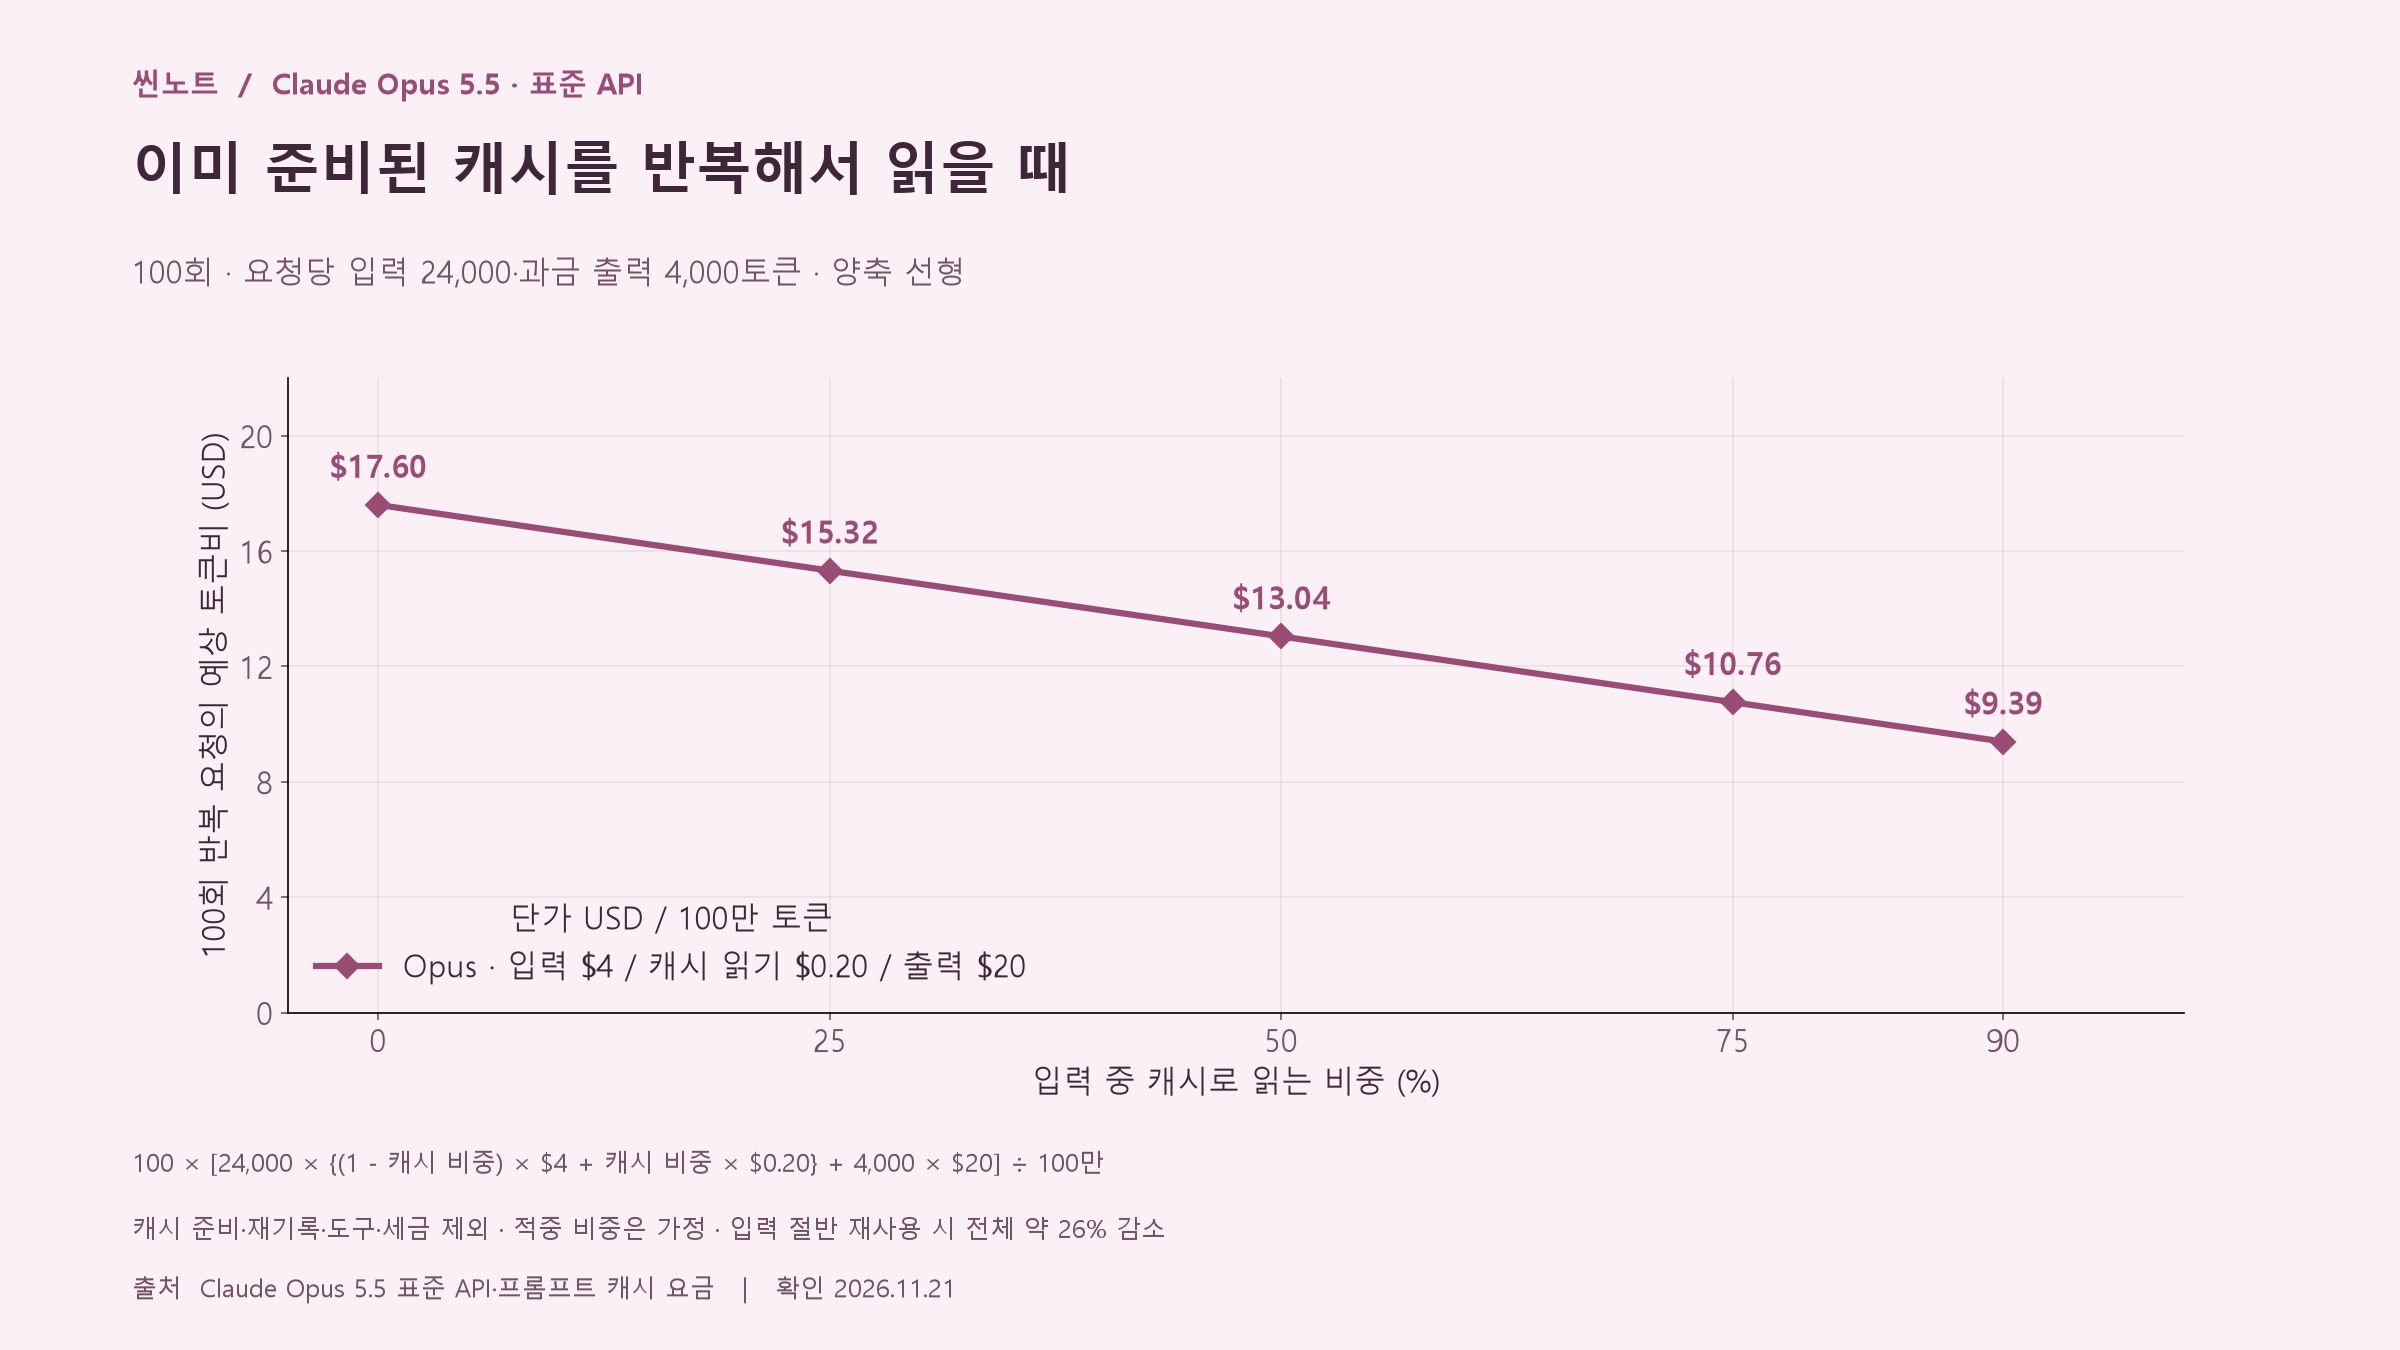 씬노트 / Claude Opus 5.5 · 표준 API
이미 준비된 캐시를 반복해서 읽을 때
100회 · 요청당 입력 24,000·과금 출력 4,000토큰 · 양축 선형
100회 반복 요청의 예상 토큰비 (USD)
20
16
12
8
4
0
$17.60
$15.32
$13.04
$10.76
$9.39
단가 USD / 100만 토큰
Opus · 입력 $4 / 캐시 읽기 $0.20 / 출력 $20
0 25 50 75 90
입력 중 캐시로 읽는 비중 (%)
100 × [24,000 × {(1 - 캐시 비중) × $4 + 캐시 비중 × $0.20} + 4,000 × $20] ÷ 100만
캐시 준비·재기록·도구·세금 제외 · 적중 비중은 가정 · 입력 절반 재사용 시 전체 약 26% 감소
출처 Claude Opus 5.5 표준 API·프롬프트 캐시 요금 | 확인 2026.11.21